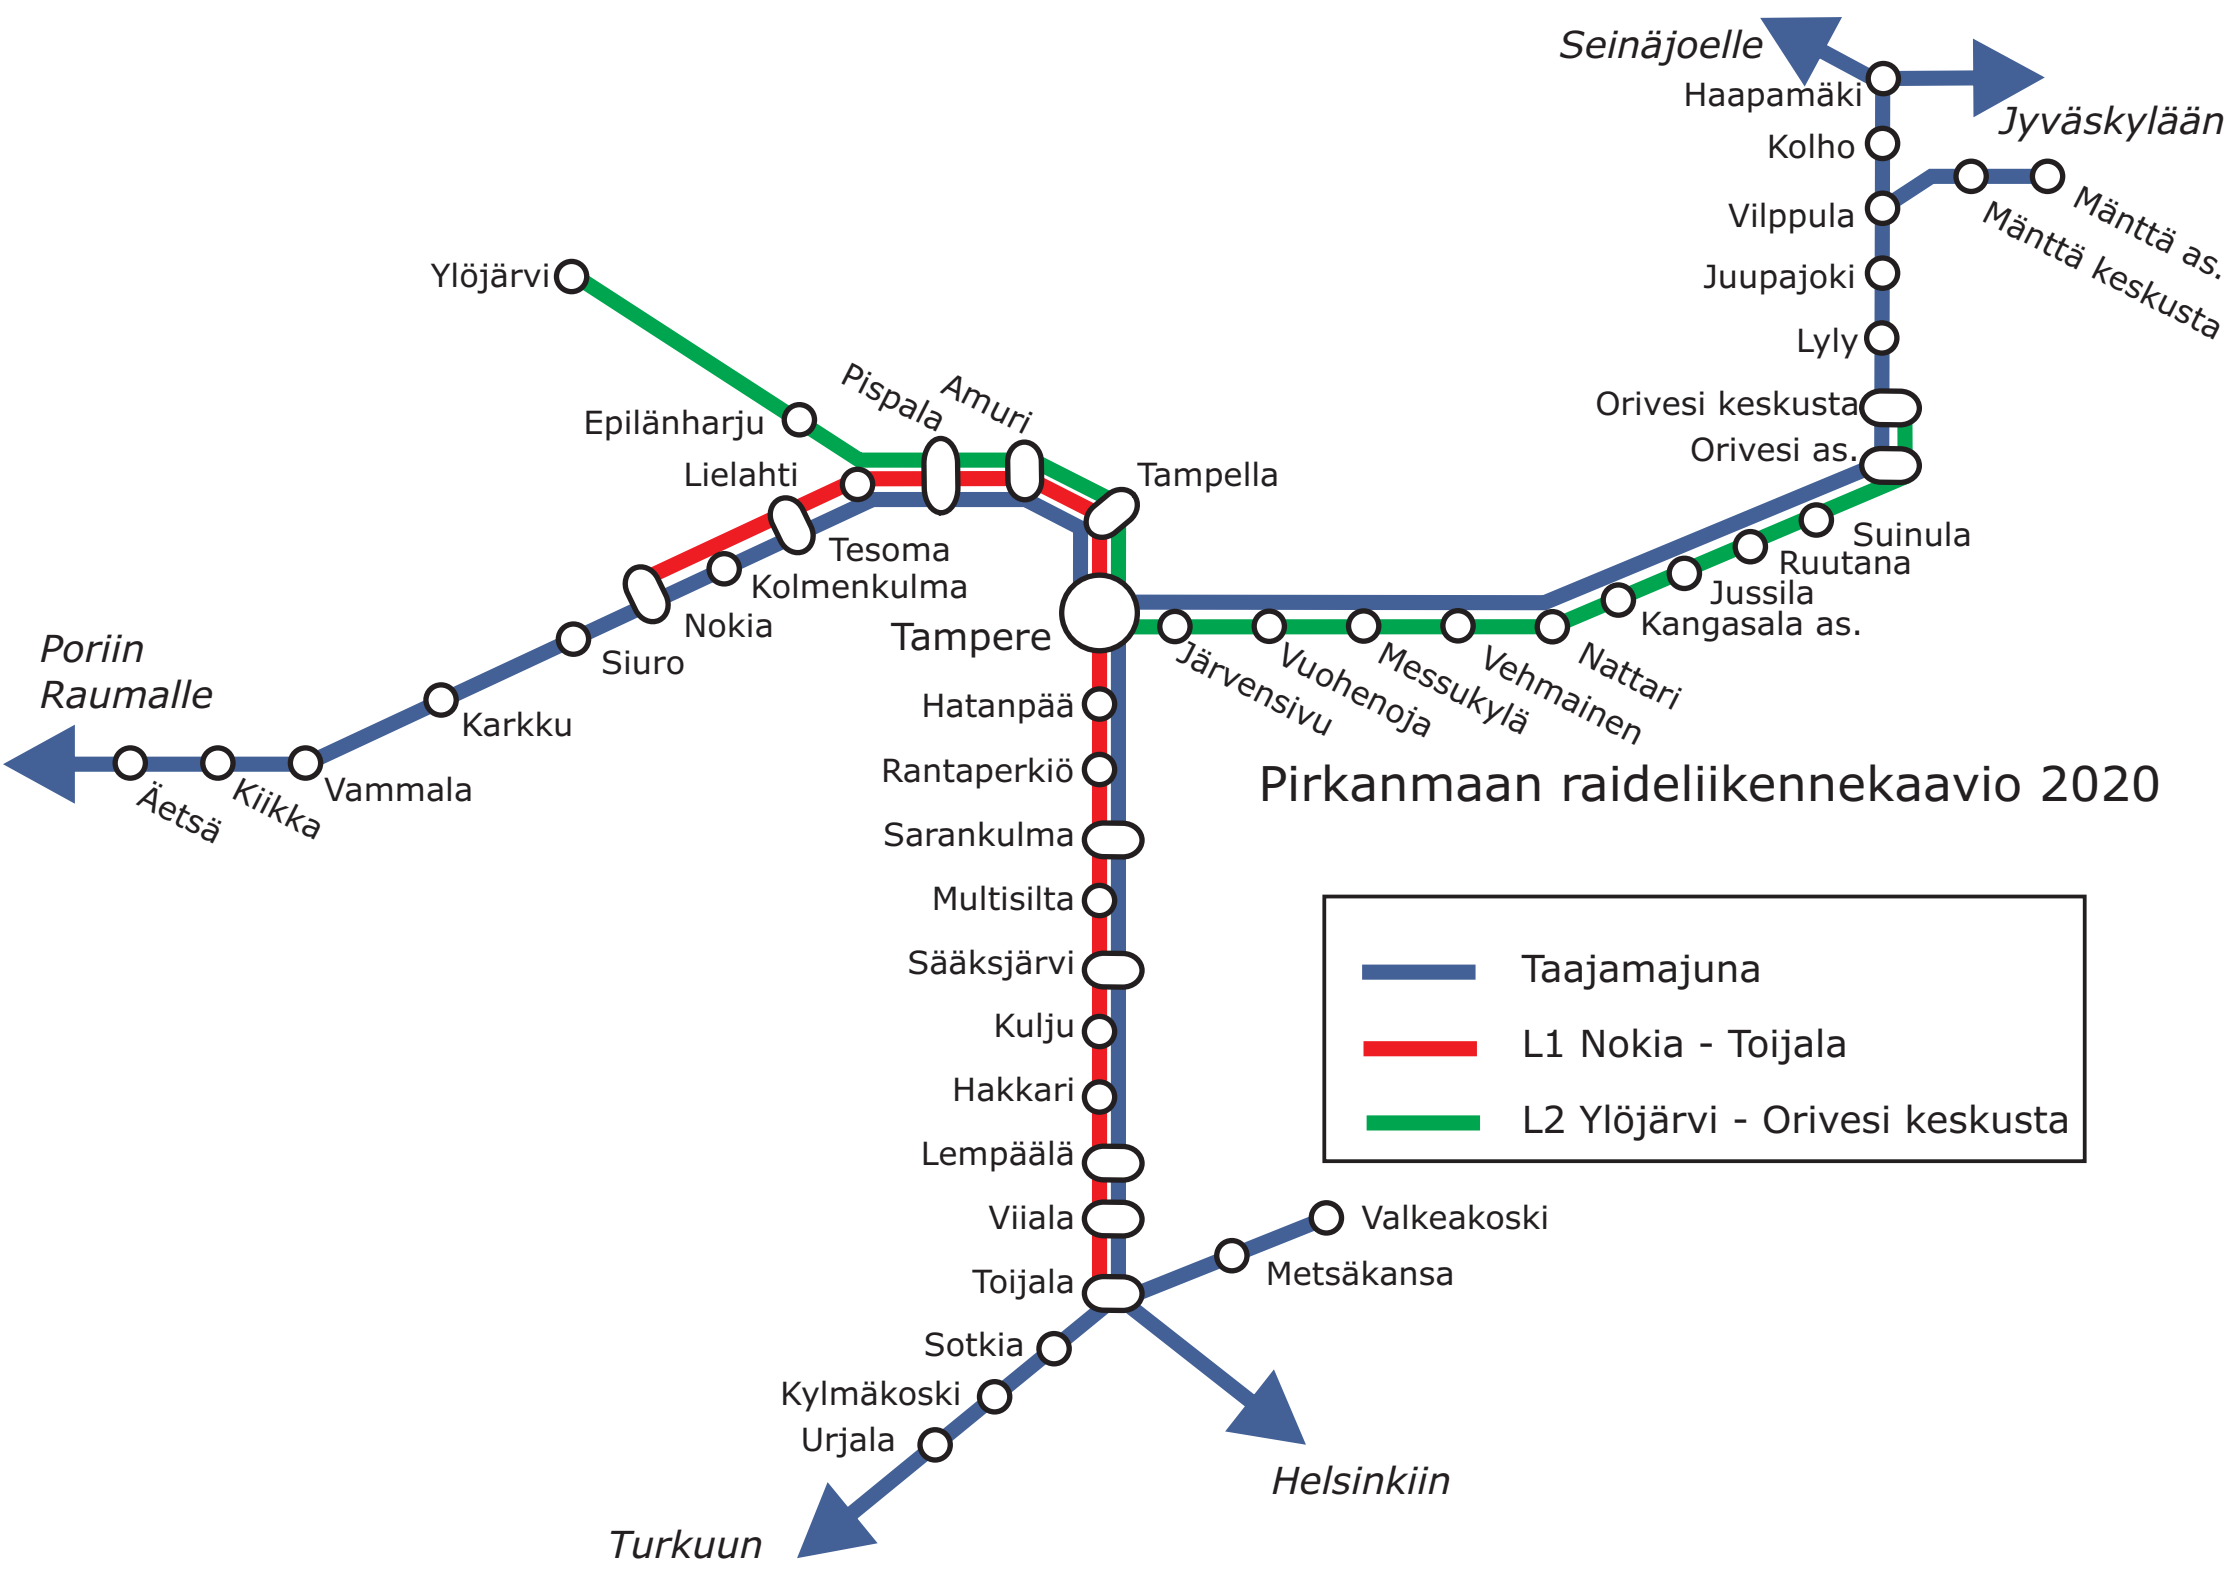 Seinäjoelle
Haapamäki
Jyväskylään
Kolho
Vilppula
Mänttä as.
Mänttä keskusta
Juupajoki
Lyly
Orivesi keskusta
Orivesi as.
Ylöjärvi
Epilänharju
Pispala
Amuri
Lielahti
Tampella
Tesoma
Kolmenkulma
Nokia
Siuro
Karkku
Poriin
Raumalle
Vammala
Kiikka
Äetsä
Tampere
Suinula
Ruutana
Jussila
Kangasala as.
Järvensivu
Vuohenoja
Messukylä
Vehmainen
Nattari
Hatanpää
Rantaperkiö
Sarankulma
Multisilta
Sääksjärvi
Kulju
Hakkari
Lempäälä
Viiala
Toijala
Pirkanmaan raideliikennekaavio 2020
Taajamajuna
L1 Nokia - Toijala
L2 Ylöjärvi - Orivesi keskusta
Valkeakoski
Metsäkansa
Sotkia
Kylmäkoski
Urjala
Helsinkiin
Turkuun